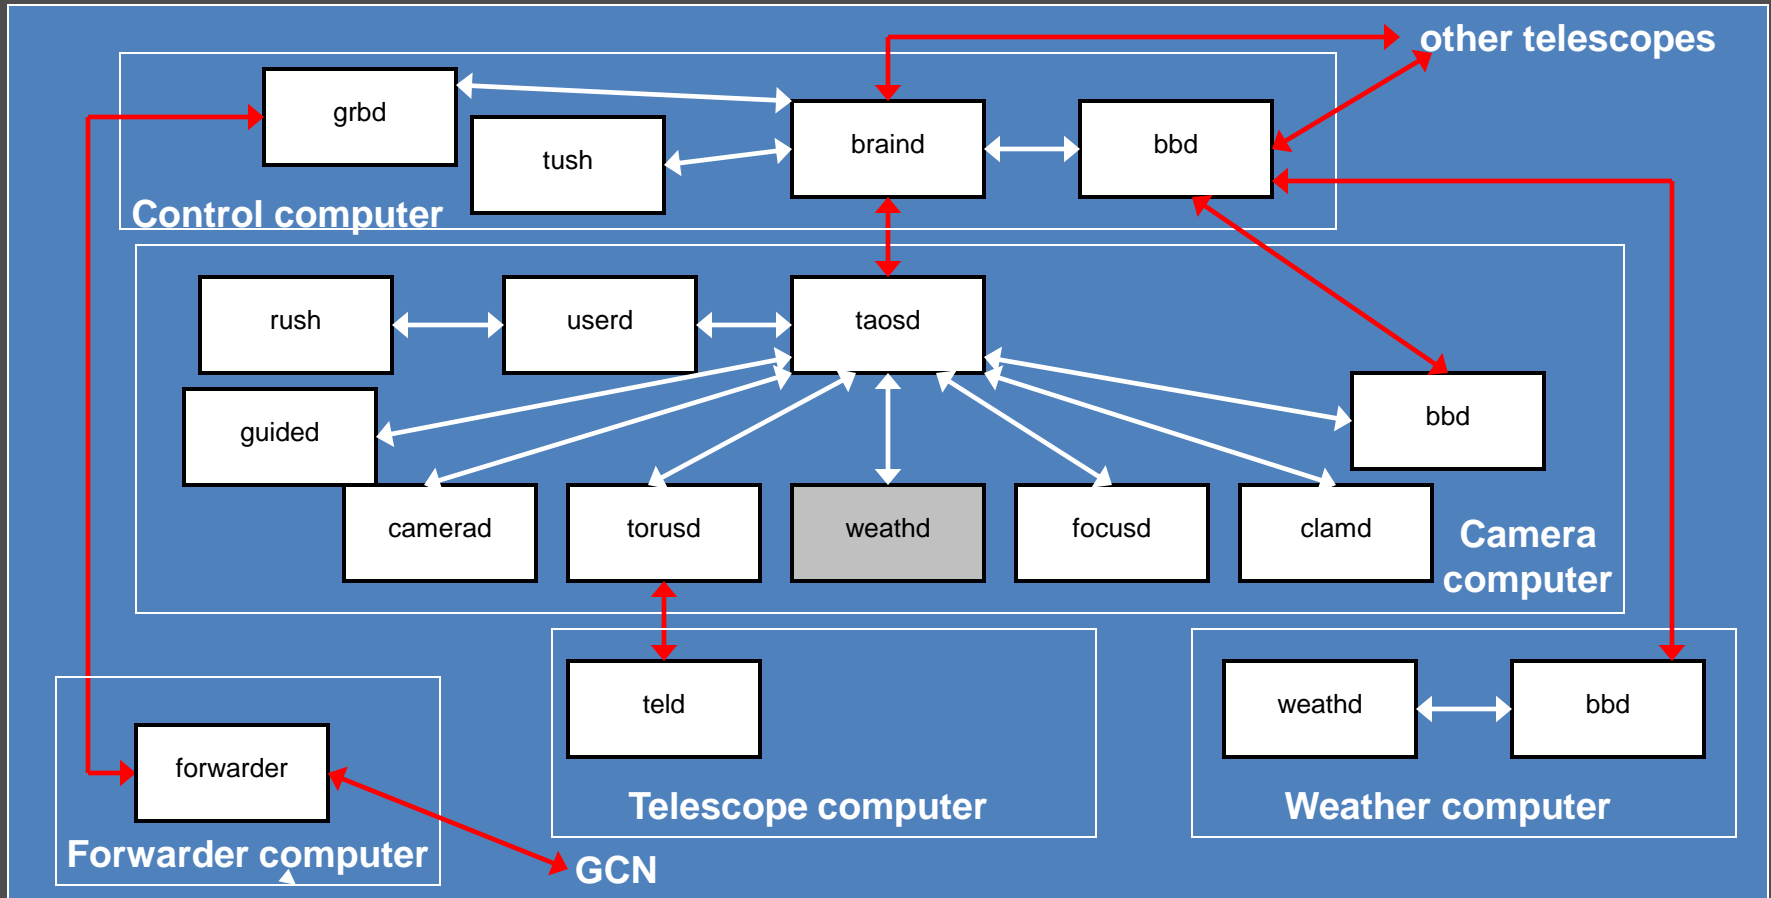 other telescopes
grbd
braind
bbd
tush
Control computer
rush
userd
taosd
guided
bbd
camerad
torusd
weathd
focusd
clamd
Camera
computer
teld
weathd
bbd
forwarder
Telescope computer
Weather computer
Forwarder computer
GCN